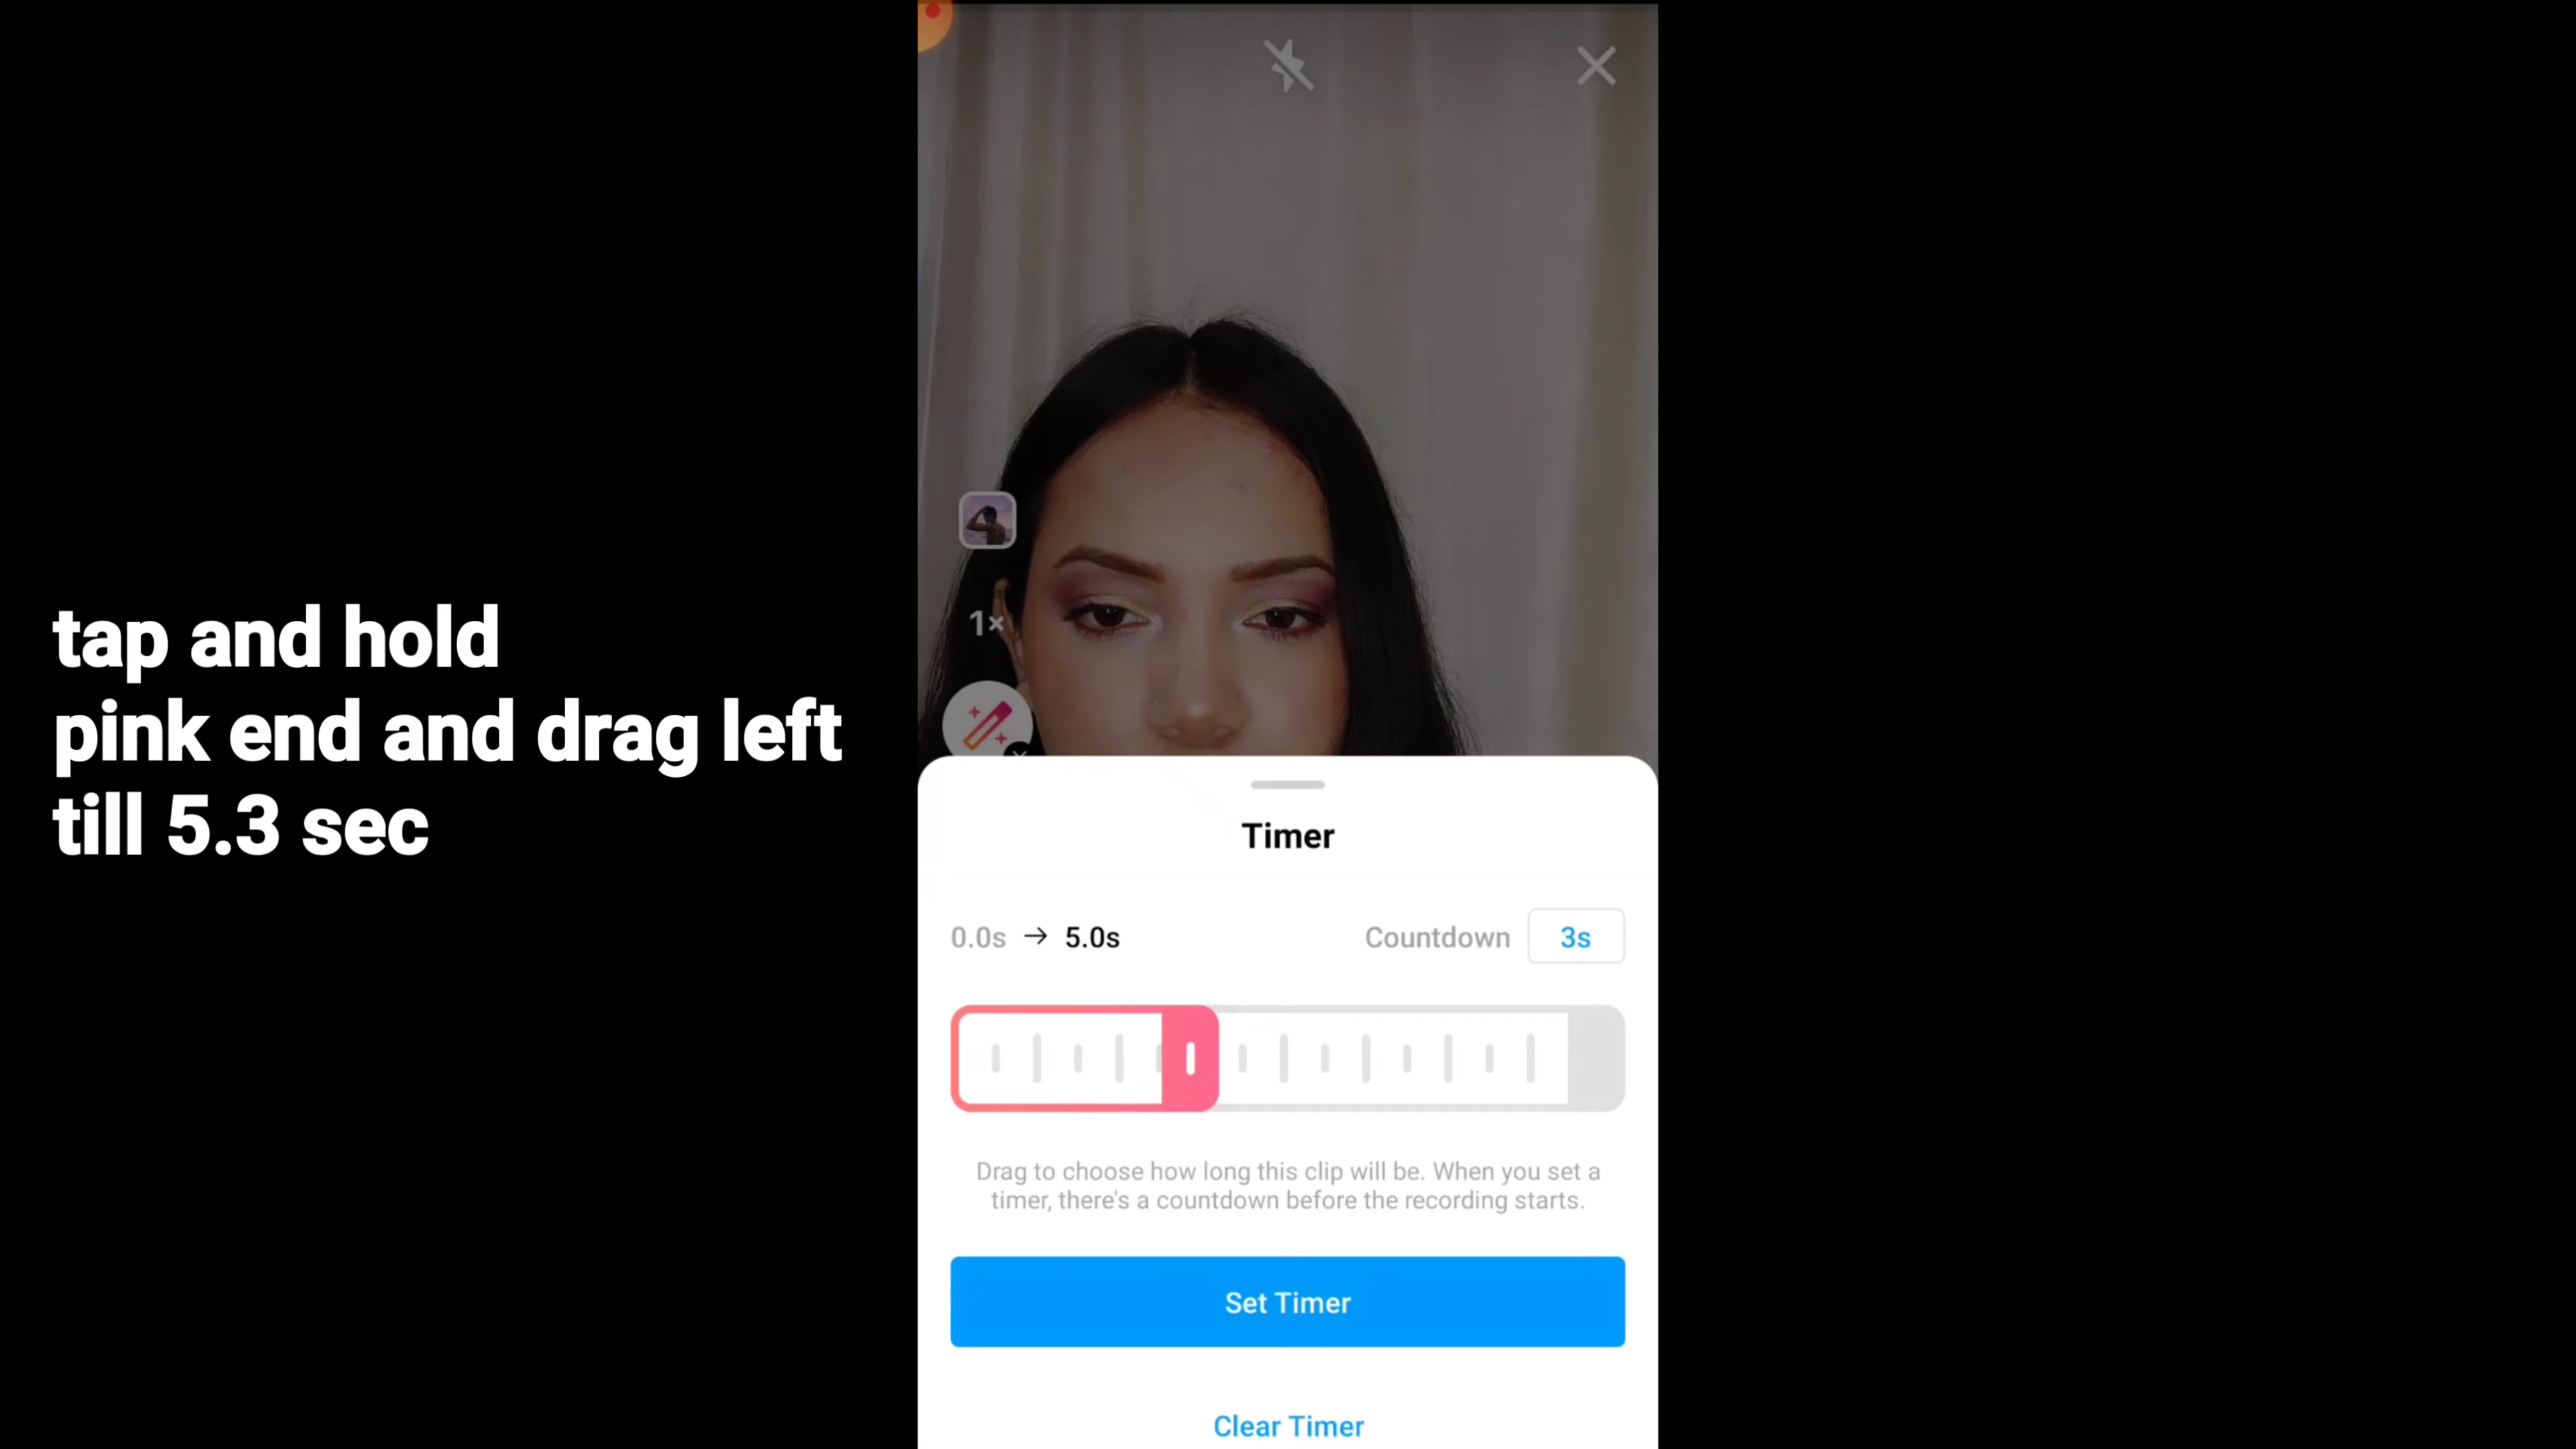 tap and hold
pink end and drag left
till 5.3 sec
1×
Timer
0.0s → 5.0s
Countdown 3s
Drag to choose how long this clip will be. When you set a
timer, there's a countdown before the recording starts.
Set Timer
Clear Timer